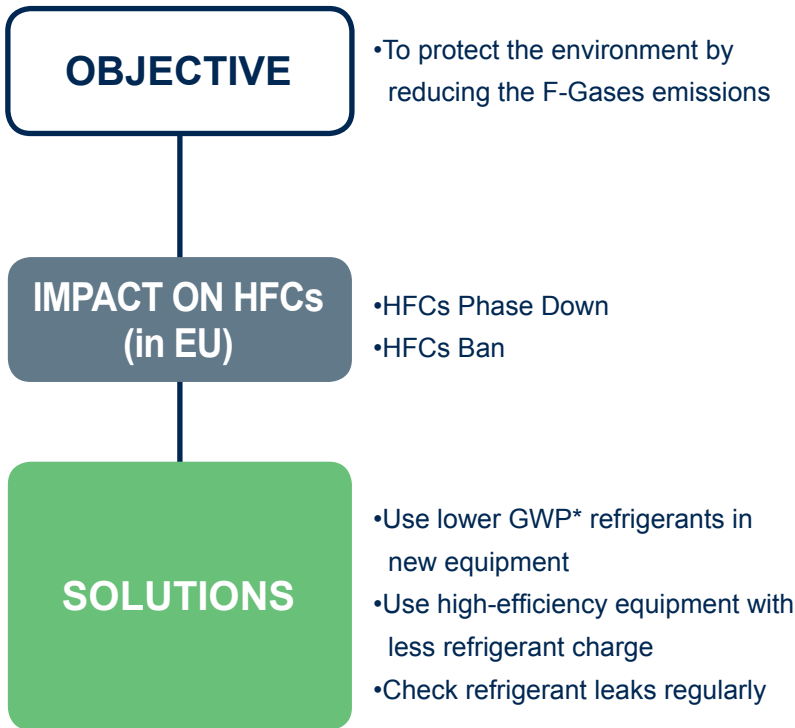 OBJECTIVE
•To protect the environment by
reducing the F-Gases emissions
IMPACT ON HFCs
(in EU)
•HFCs Phase Down
•HFCs Ban
SOLUTIONS
•Use lower GWP* refrigerants in
new equipment
•Use high-efficiency equipment with
less refrigerant charge
•Check refrigerant leaks regularly